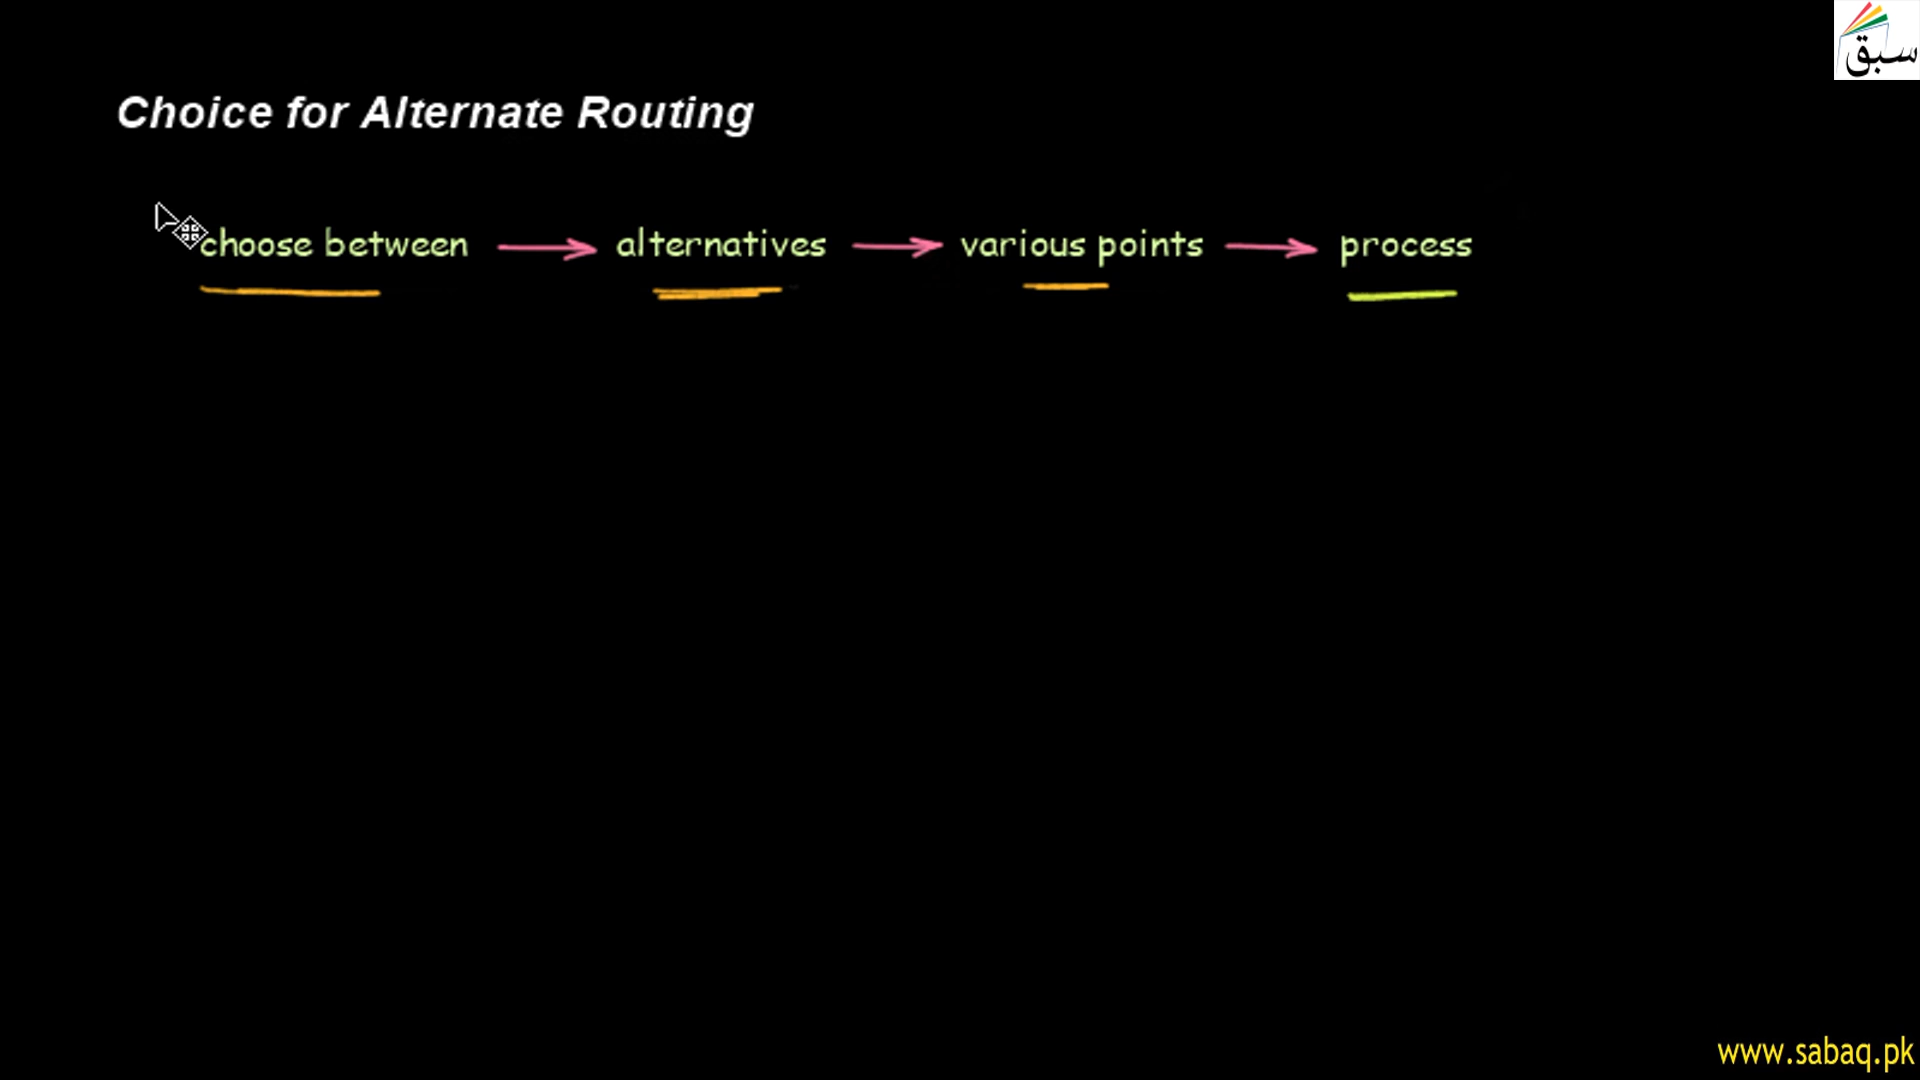 سبق
Choice for Alternate Routing
choose between → alternatives → various points → process
www.sabaq.pk